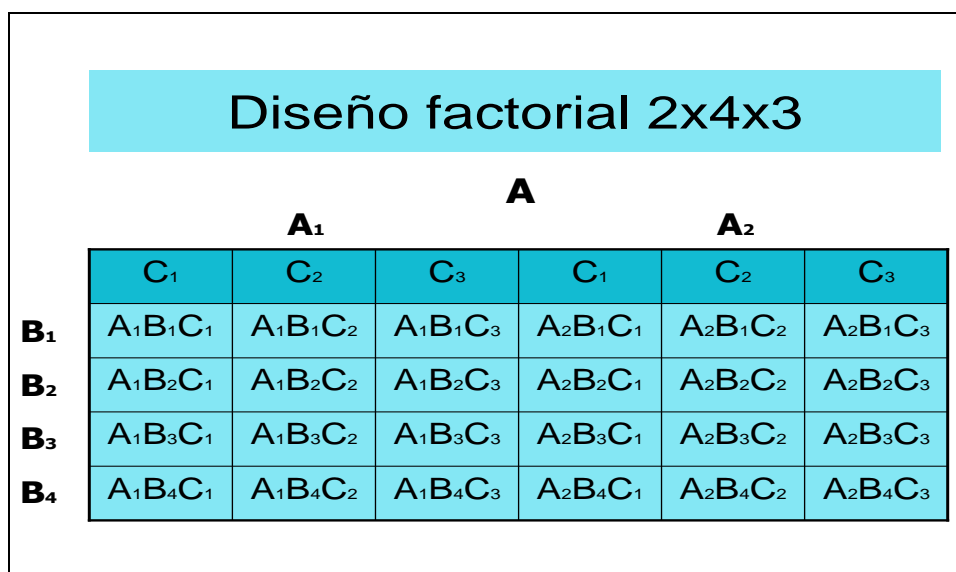 Diseño factorial 2x4x3
A
A₁ A₂
C₁ C₂ C₃ C₁ C₂ C₃
B₁ A₁B₁C₁ A₁B₁C₂ A₁B₁C₃ A₂B₁C₁ A₂B₁C₂ A₂B₁C₃
B₂ A₁B₂C₁ A₁B₂C₂ A₁B₂C₃ A₂B₂C₁ A₂B₂C₂ A₂B₂C₃
B₃ A₁B₃C₁ A₁B₃C₂ A₁B₃C₃ A₂B₃C₁ A₂B₃C₂ A₂B₃C₃
B₄ A₁B₄C₁ A₁B₄C₂ A₁B₄C₃ A₂B₄C₁ A₂B₄C₂ A₂B₄C₃